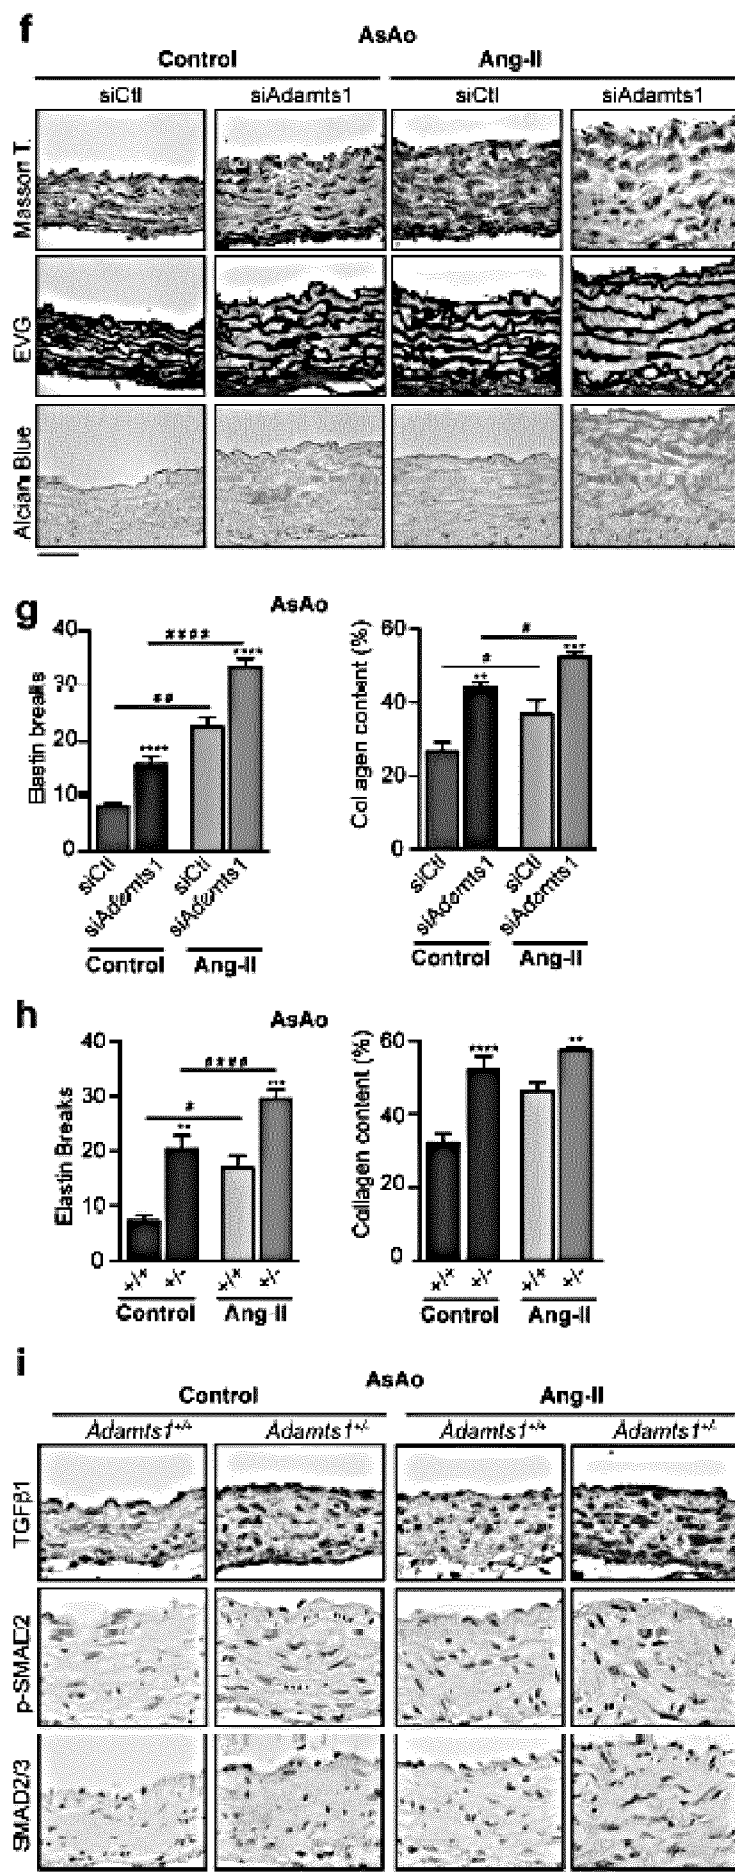 f
AsAo
Control Ang-II
siCtl siAdamts1 siCtl siAdamts1
Masson T.
EVG
Alcian Blue
g
AsAo
Elastin breaks
40
30
20
10
0
####
##
****
****
siCtl
siAdamts1
siCtl
siAdamts1
Control Ang-II
Collagen content (%)
60
40
20
0
#
#
**
***
siCtl
siAdamts1
siCtl
siAdamts1
Control Ang-II
h
AsAo
Elastin Breaks
40
30
20
10
0
####
#
**
***
+/+ +/- +/+ +/-
Control Ang-II
Collagen content (%)
60
40
20
0
****
**
+/+ +/- +/+ +/-
Control Ang-II
ii
AsAo
Control Ang-II
Adamts1+/+ Adamts1+/- Adamts1+/+ Adamts1+/-
TGFβ1
p-SMAD2
SMAD2/3